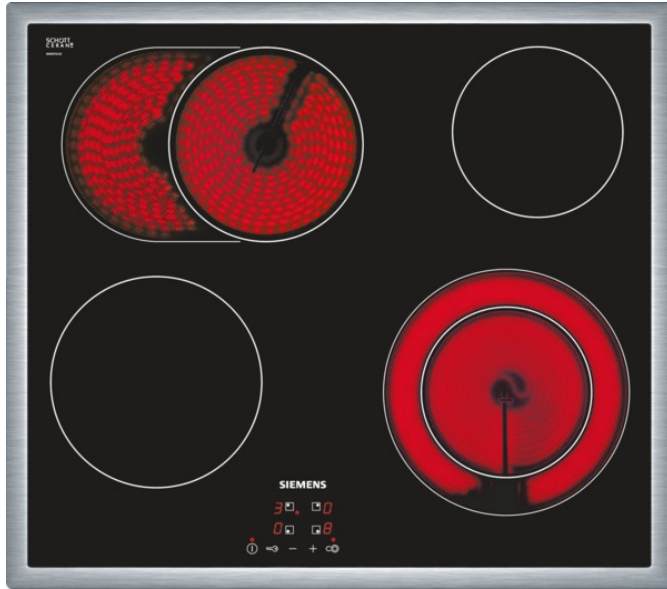 SCHOTT
CERAN®
SIEMENS
3 0
0 8
− +